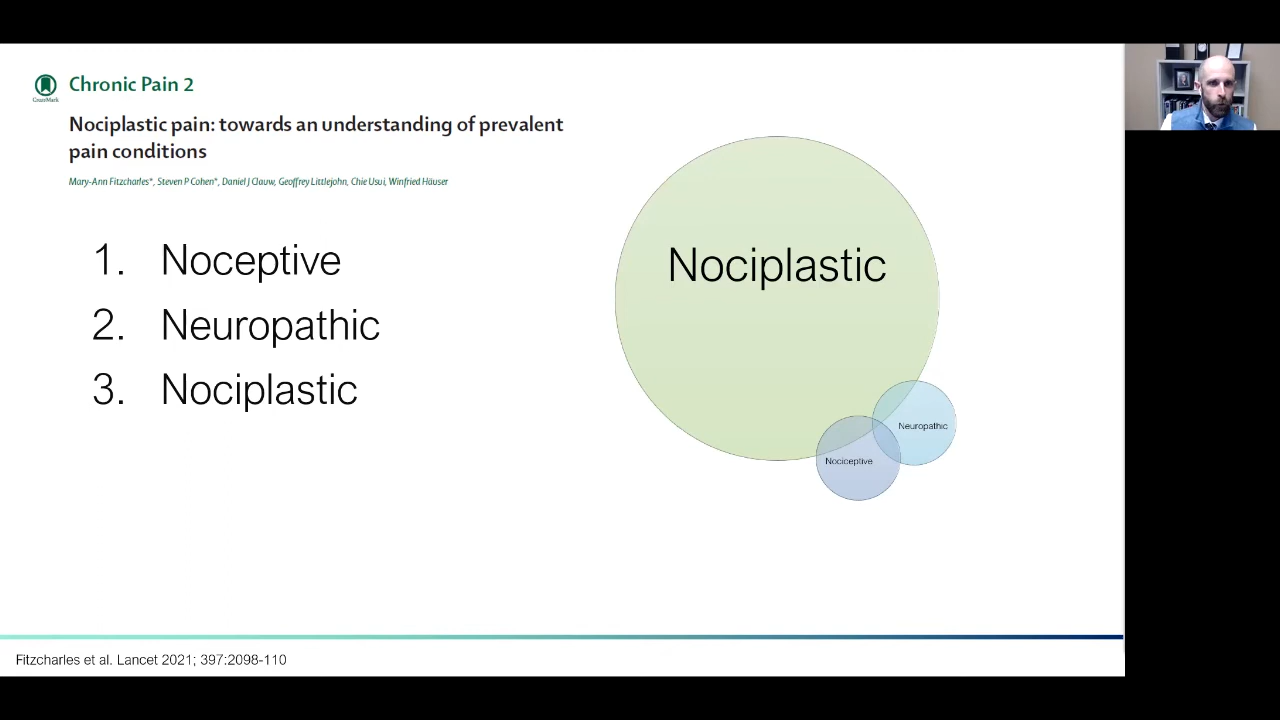 Chronic Pain 2
CrossMark
Nociplastic pain: towards an understanding of prevalent
pain conditions
Mary-Ann Fitzcharles*, Steven P Cohen*, Daniel J Clauw, Geoffrey Littlejohn, Chie Usui, Winfried Häuser
1. Noceptive
2. Neuropathic
3. Nociplastic
Nociplastic
Neuropathic
Nociceptive
Fitzcharles et al. Lancet 2021; 397:2098-110